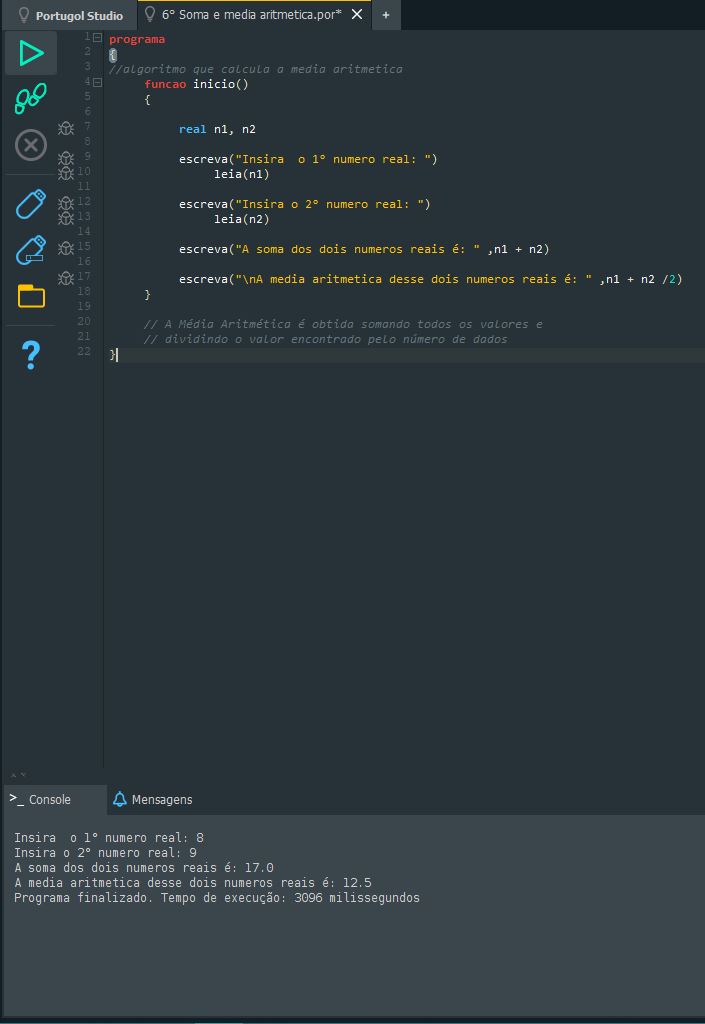 Portugol Studio
6° Soma e media aritmetica.por*
+
1 programa
2 {
3 //algoritmo que calcula a media aritmetica
4 funcao inicio()
5 {
6
7 real n1, n2
8
9 escreva("Insira  o 1° numero real: ")
10 leia(n1)
11
12 escreva("Insira o 2° numero real: ")
13 leia(n2)
14
15 escreva("A soma dos dois numeros reais é: " ,n1 + n2)
16
17 escreva("\nA media aritmetica desse dois numeros reais é: " ,n1 + n2 /2)
18 }
19
20 // A Média Aritmética é obtida somando todos os valores e
21 // dividindo o valor encontrado pelo número de dados
22 }
>_ Console
Mensagens
Insira  o 1° numero real: 8
Insira o 2° numero real: 9
A soma dos dois numeros reais é: 17.0
A media aritmetica desse dois numeros reais é: 12.5
Programa finalizado. Tempo de execução: 3096 milissegundos